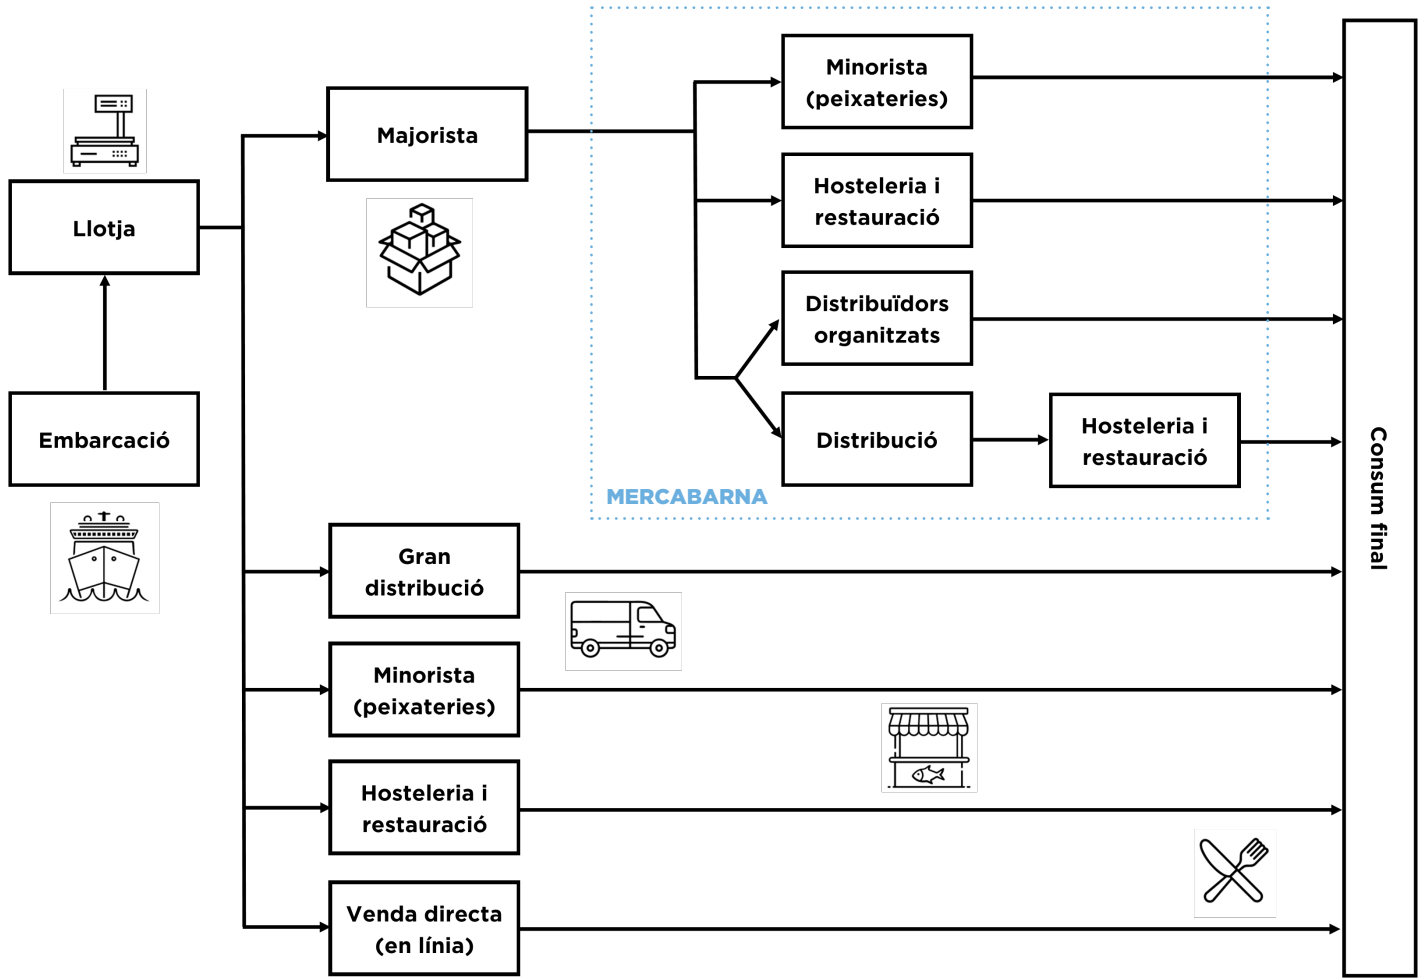 Llotja
Embarcació
Majorista
Minorista
(peixateries)
Hosteleria i
restauració
Distribuïdors
organitzats
Distribució
Hosteleria i
restauració
MERCABARNA
Gran
distribució
Minorista
(peixateries)
Hosteleria i
restauració
Venda directa
(en línia)
Consum final